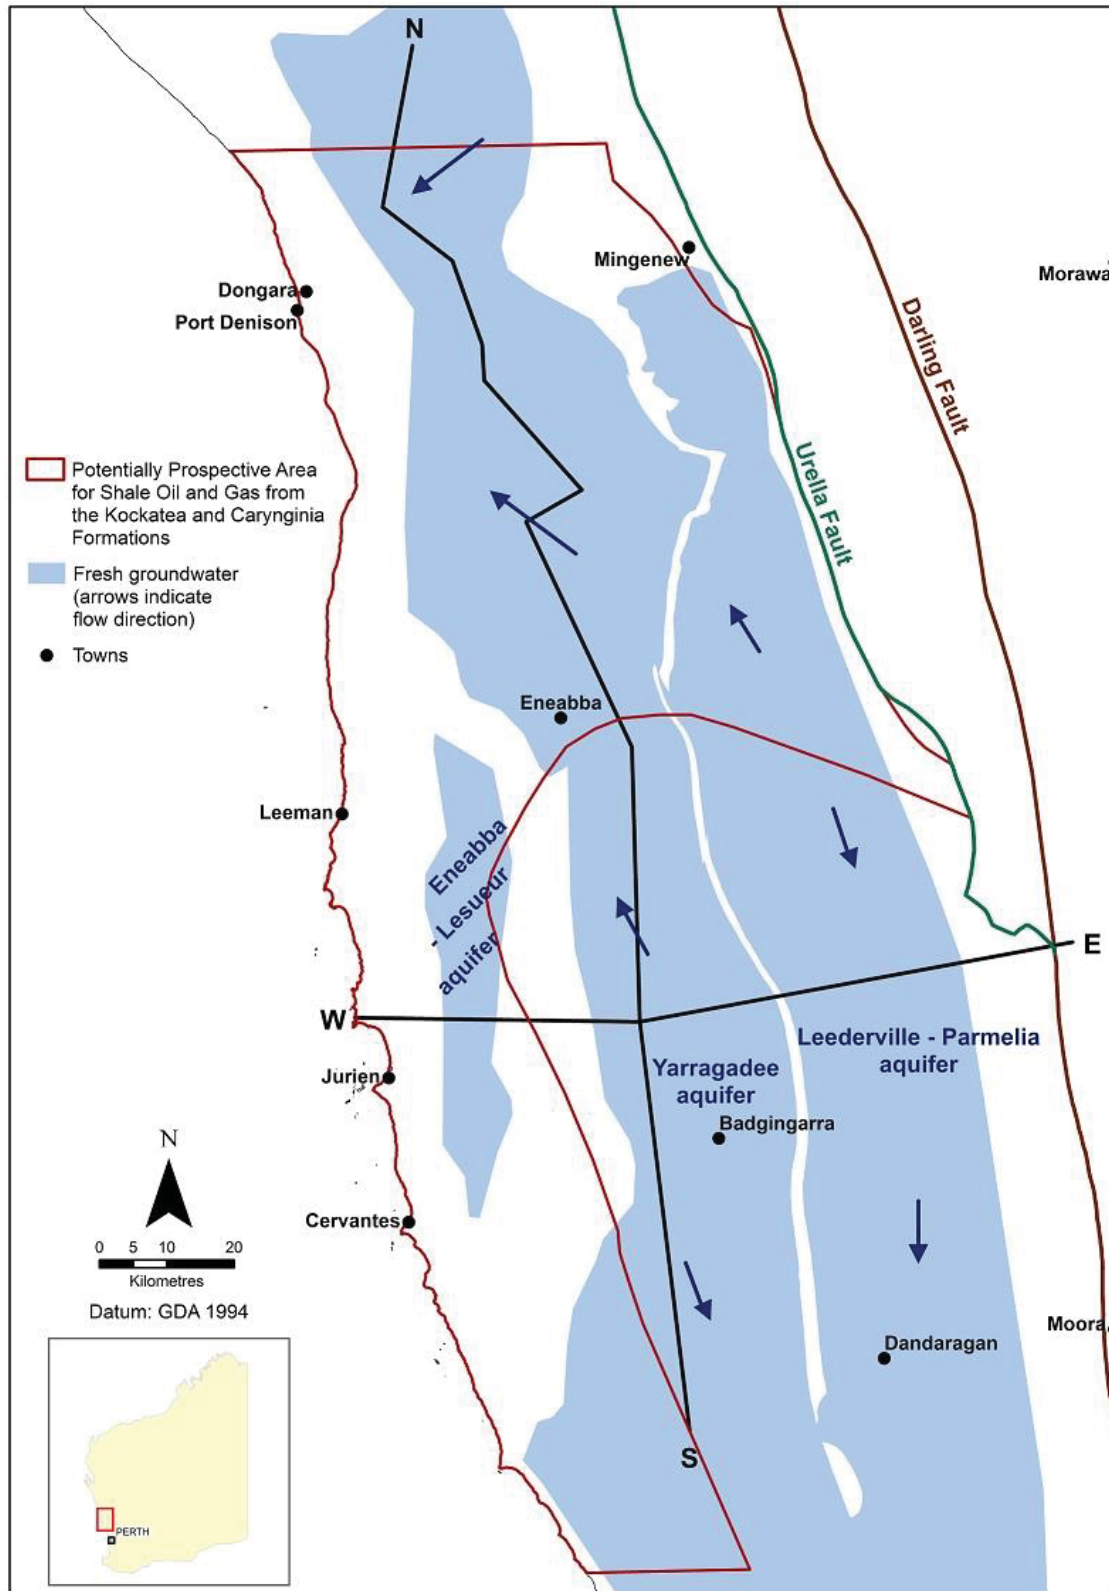 N
Mingenew
Morawa
Dongara
Port Denison
Darling Fault
Urella Fault
Potentially Prospective Area
for Shale Oil and Gas from
the Kockatea and Carynginia
Formations
Fresh groundwater
(arrows indicate
flow direction)
Towns
Eneabba
Leeman
Eneabba
- Lesueur
aquifer
E
W
Leederville - Parmelia
aquifer
Yarragadee
aquifer
Jurien
Badgingarra
N
Cervantes
0 5 10 20
Kilometres
Datum: GDA 1994
Moora
Dandaragan
S
PERTH